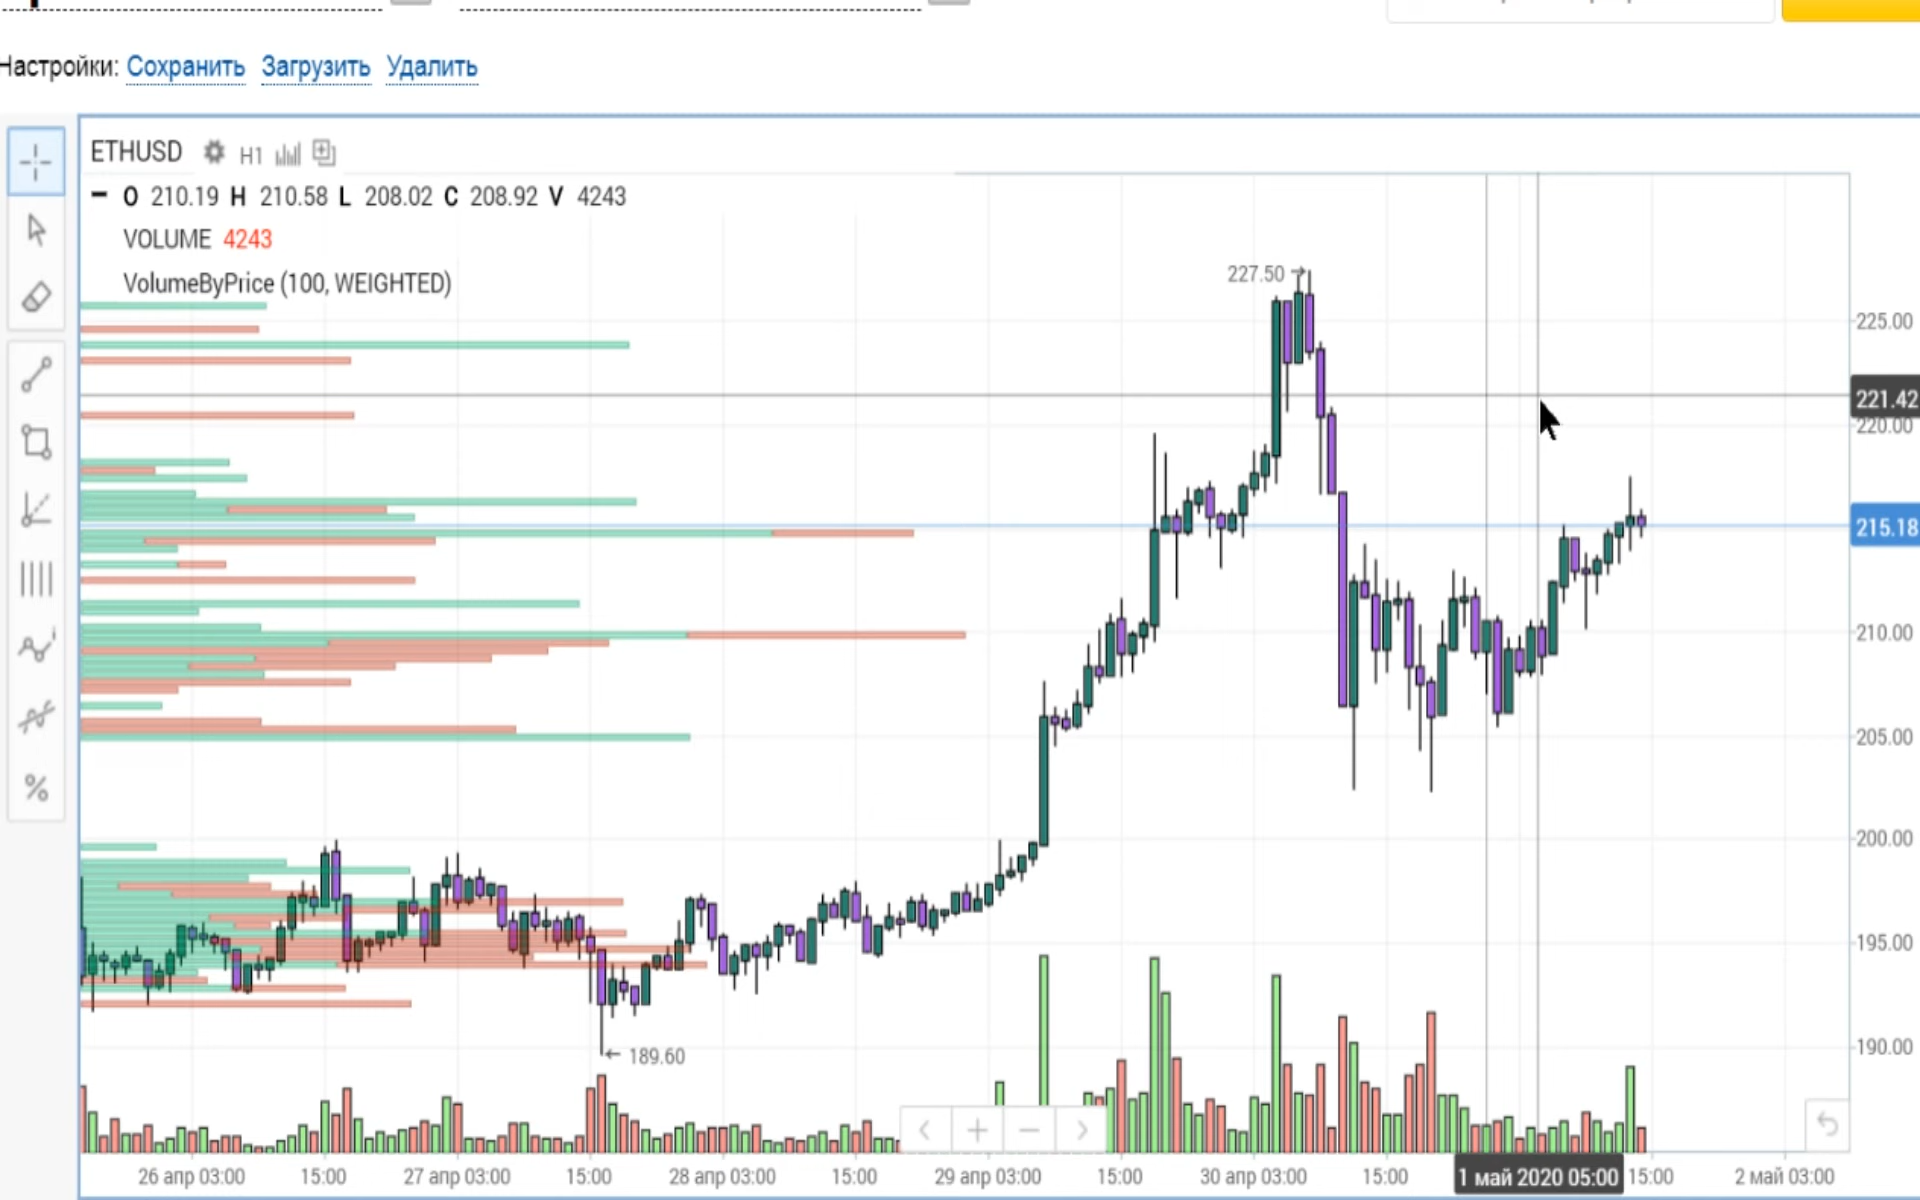 Настройки: Сохранить Загрузить Удалить
ETHUSD H1
O 210.19 H 210.58 L 208.02 C 208.92 V 4243
VOLUME 4243
VolumeByPrice (100, WEIGHTED)
227.50
225.00
221.42
220.00
215.18
210.00
205.00
200.00
195.00
189.60
190.00
26 апр 03:00 15:00 27 апр 03:00 15:00 28 апр 03:00 15:00 29 апр 03:00 15:00 30 апр 03:00 15:00 1 май 2020 05:00 15:00 2 май 03:00